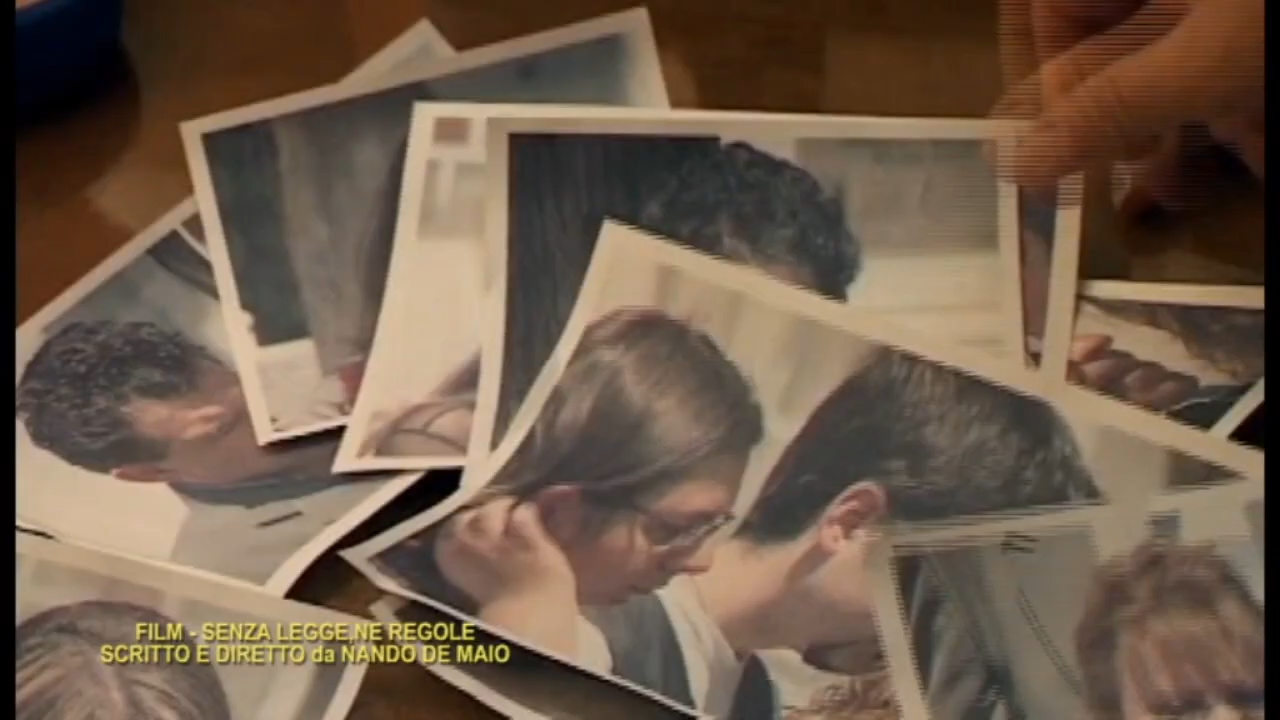 FILM - SENZA LEGGE,NE REGOLE
SCRITTO E DIRETTO da NANDO DE MAIO